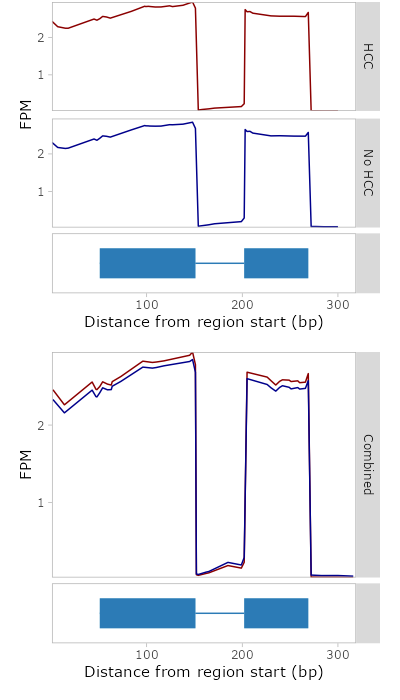 HCC
2
1
FPM
No HCC
2
1
100 200 300
Distance from region start (bp)
Combined
2
FPM
1
100 200 300
Distance from region start (bp)